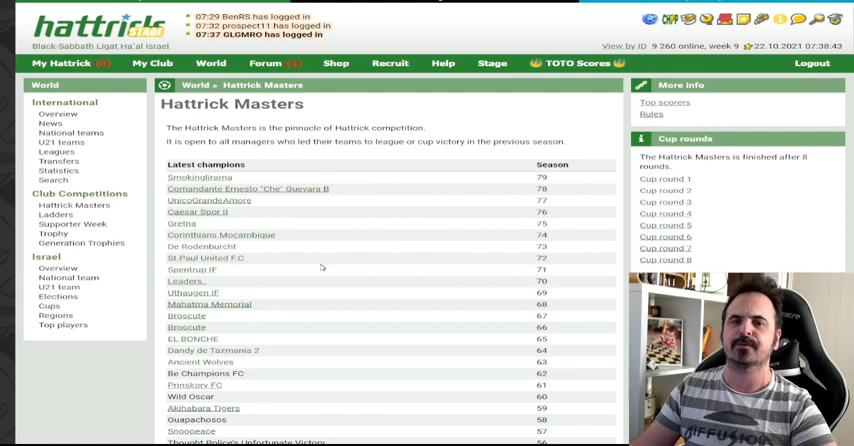 hattrick
STAGE
Black-Sabbath Ligat Ha'al Israel
07:29 BenRS has logged in
07:32 prospect11 has logged in
07:37 GLGMRO has logged in
CHPP
View by ID 9 260 online, week 9 22.10.2021 07:38:43
My Hattrick
My Club
World
Forum (1)
Shop
Recruit
Help
Stage
TOTO Scores
Logout
World
International
Overview
News
National teams
U21 teams
Leagues
Transfers
Statistics
Search
Club Competitions
Hattrick Masters
Ladders
Supporter Week
Trophy
Generation Trophies
Israel
Overview
National team
U21 team
Elections
Cups
Regions
Top players
World » Hattrick Masters
Hattrick Masters
The Hattrick Masters is the pinnacle of Hattrick competition.
It is open to all managers who led their teams to league or cup victory in the previous season.
Latest champions Season
Smokinglirama 79
Comandante Ernesto "Che" Guevara B 78
UnicoGrandeAmore 77
Caesar Spor II 76
Gretna 75
Corinthians Moçambique 74
De Rodenburcht 73
St.Paul United F.C 72
Spentrup IF 71
Leaders.. 70
Uthaugen IF 69
Mahatma Memorial 68
Broscute 67
Broscute 66
EL BONCHE 65
Dandy de Tazmania 2 64
Ancient Wolves 63
Be Champions FC 62
Prinskorv FC 61
Wild Oscar 60
Akihabara Tigers 59
Guapachosos 58
Snoopeace 57
Thought Police's Unfortunate Victory 56
More info
Top scorers
Rules
Cup rounds
The Hattrick Masters is finished after 8
rounds.
Cup round 1
Cup round 2
Cup round 3
Cup round 4
Cup round 5
Cup round 6
Cup round 7
Cup round 8
DIFFUSION